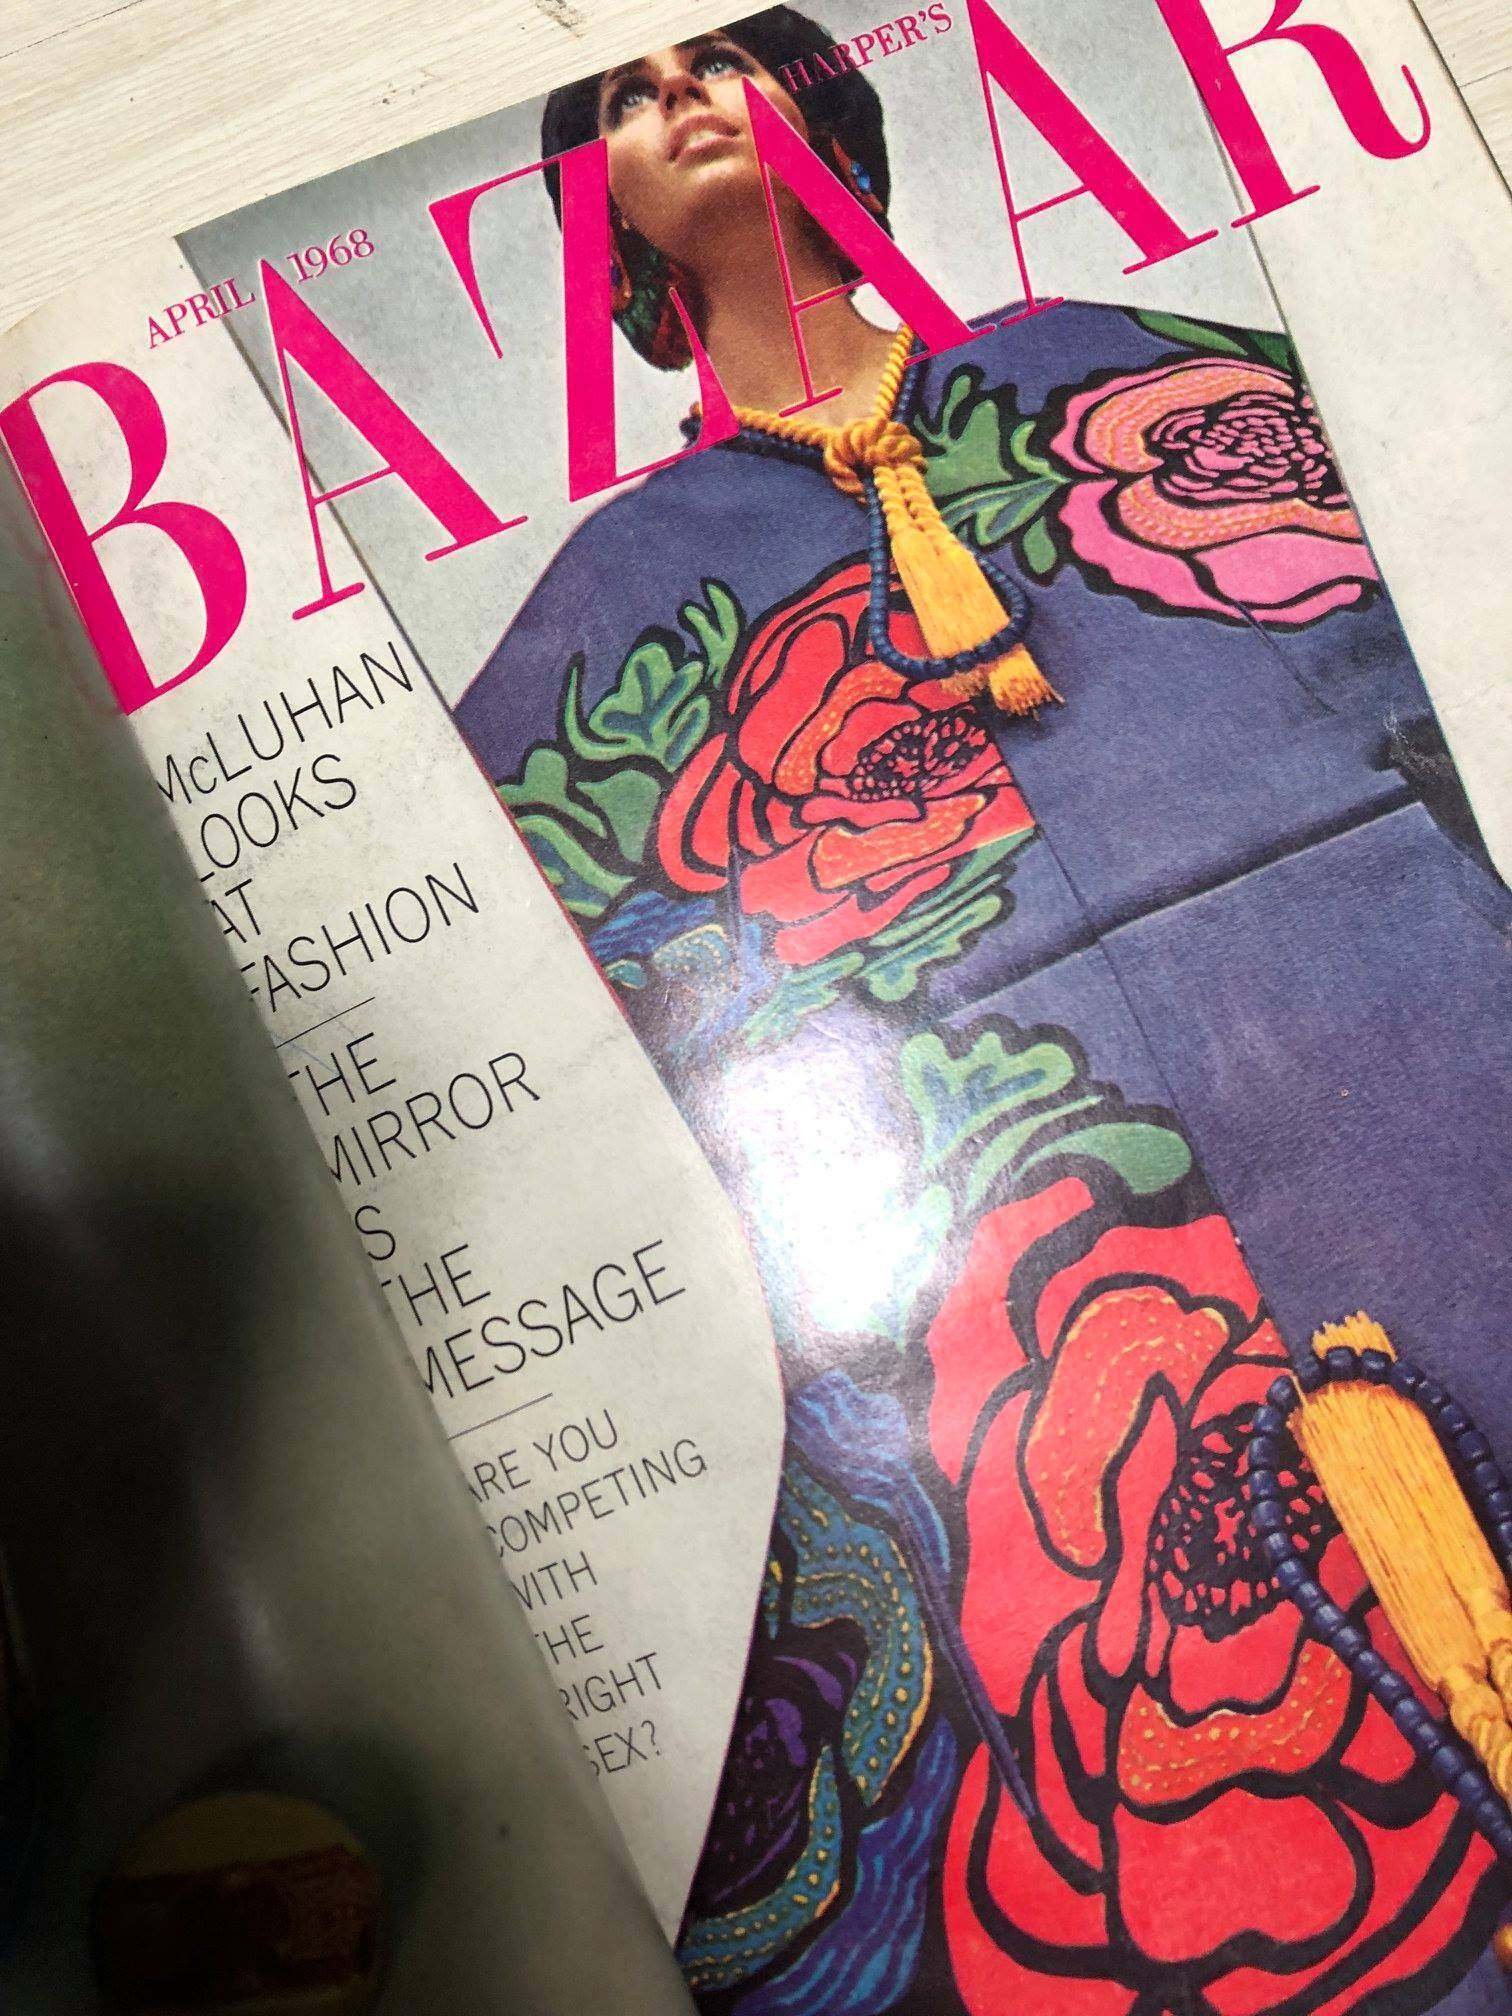 HARPER'S
APRIL 1968
BAZAAR
McLUHAN
LOOKS
AT
FASHION
THE
MIRROR
IS
THE
MESSAGE
ARE YOU
COMPETING
WITH
THE
RIGHT
SEX?